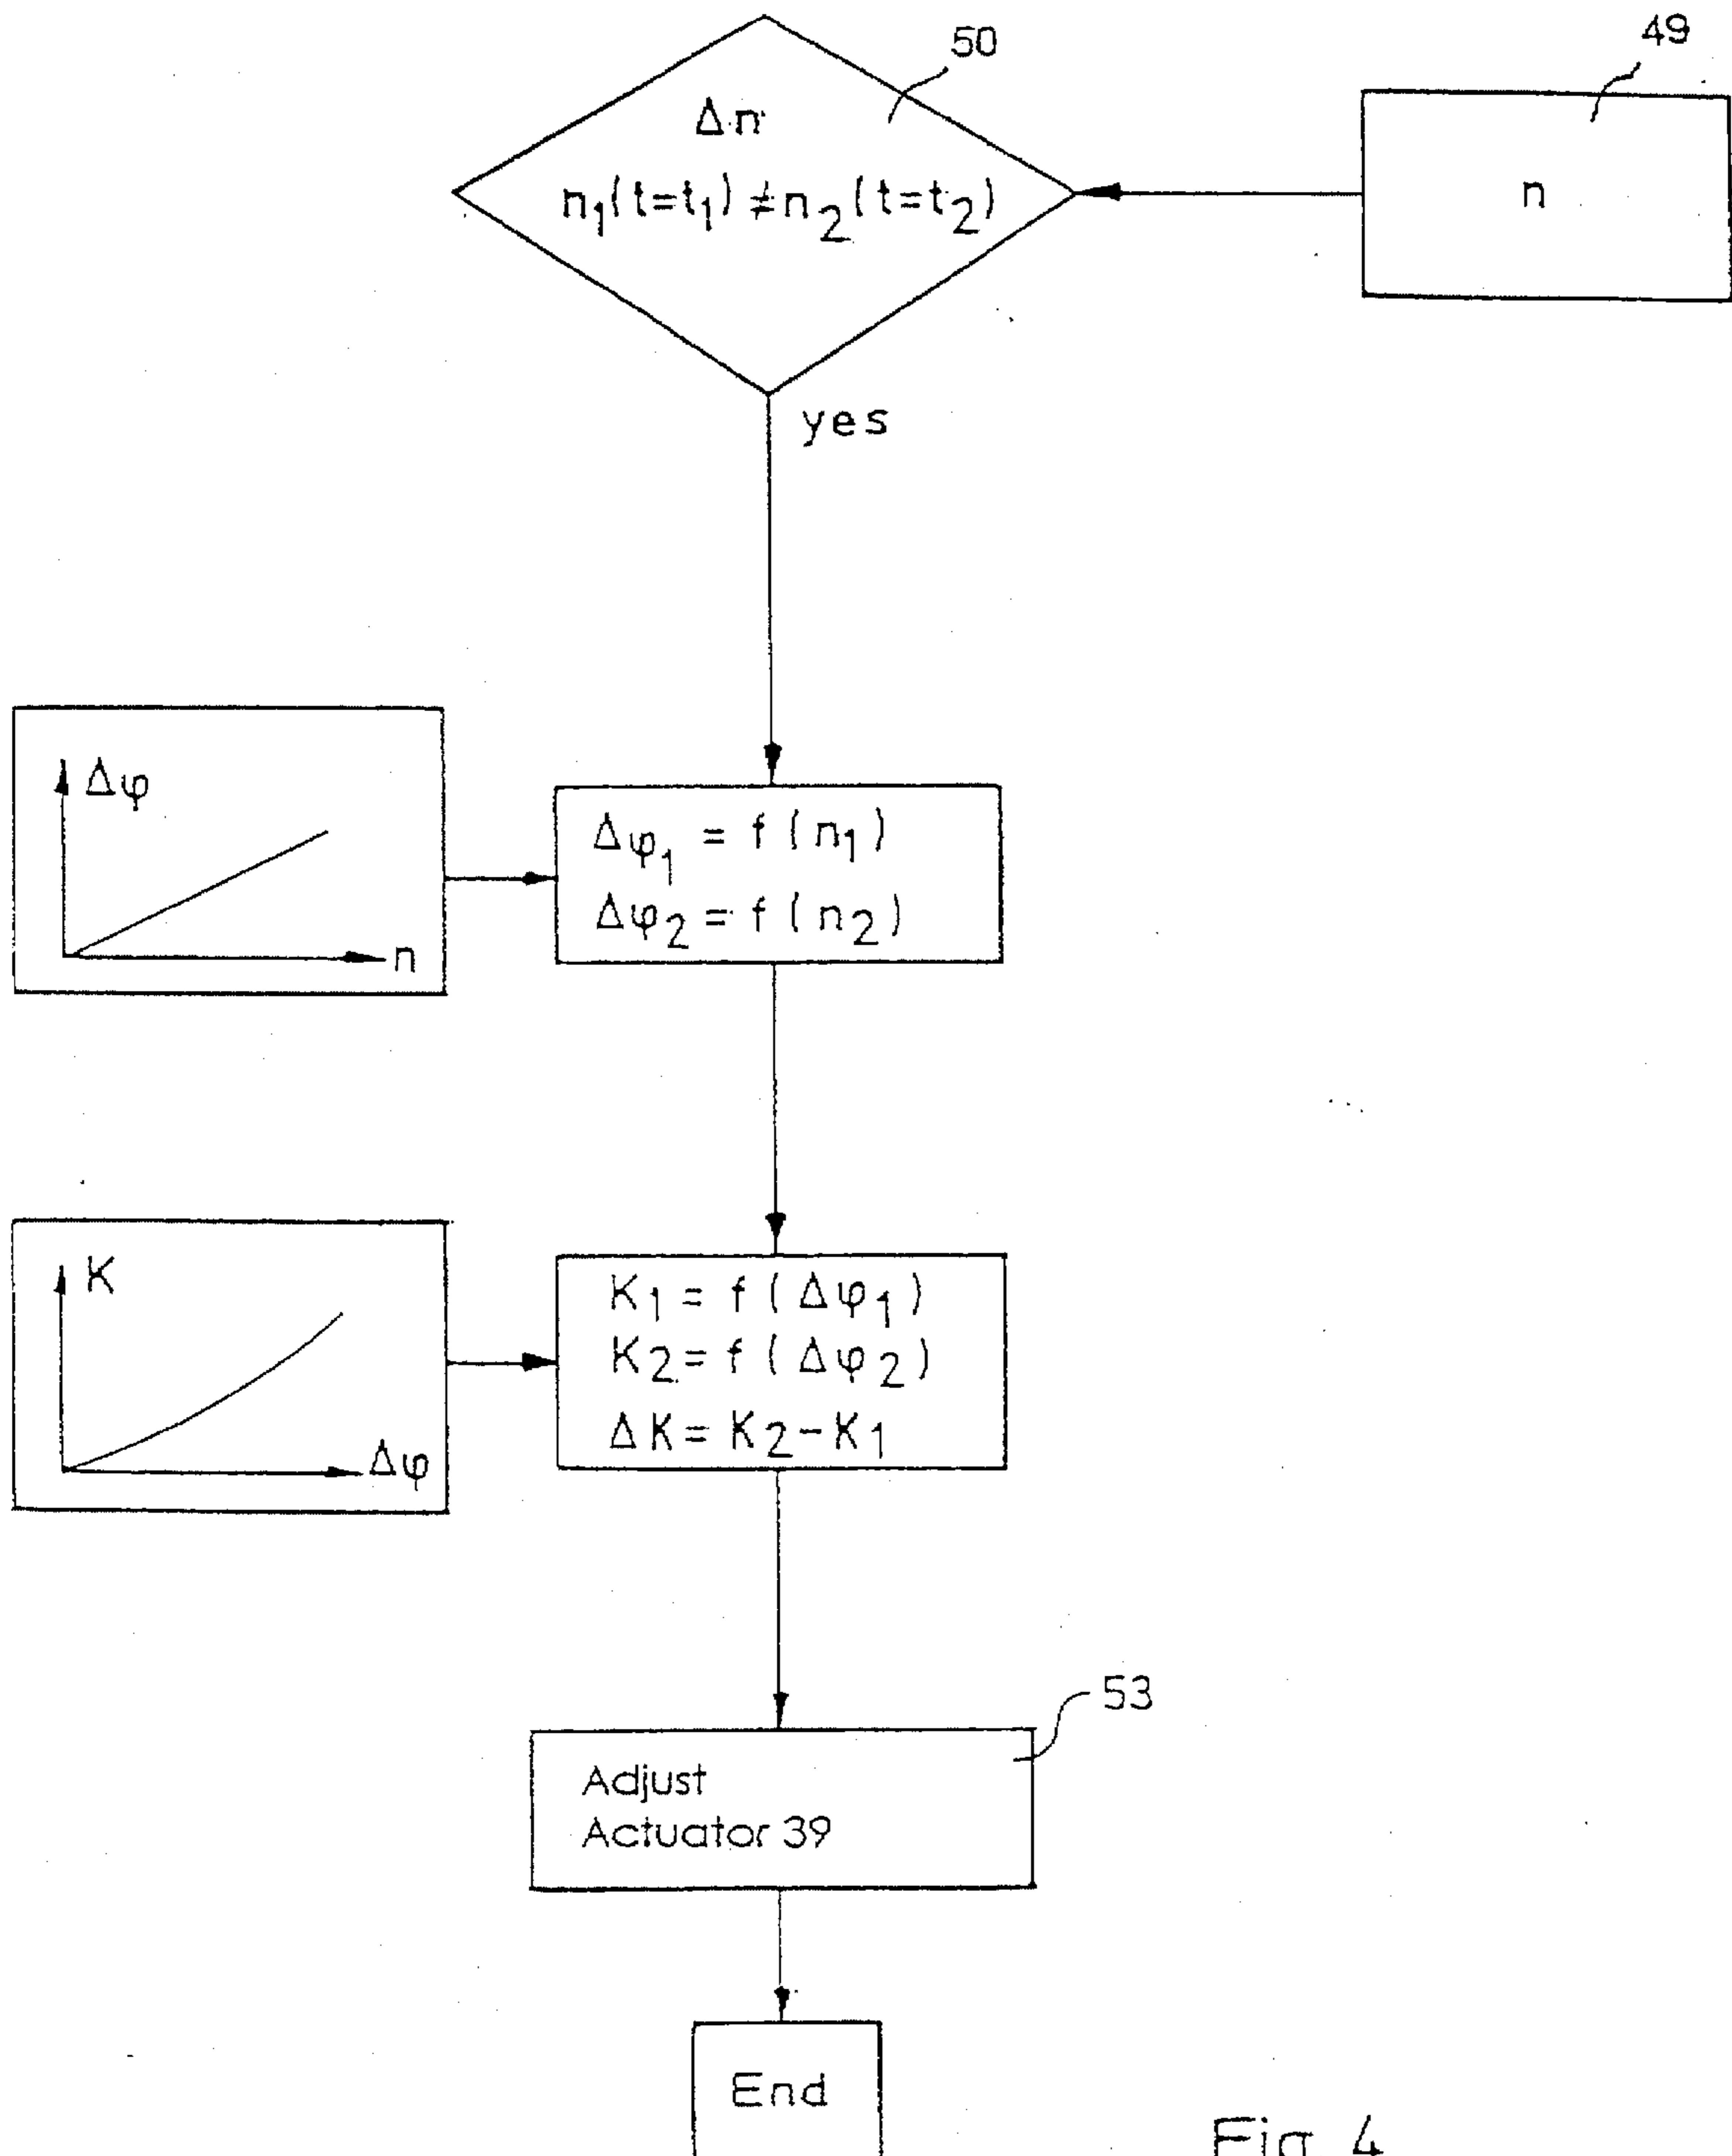 50
49
Δn
n₁(t=t₁)≠n₂(t=t₂)
n
yes
Δφ
n
Δφ₁ = f(n₁)
Δφ₂ = f(n₂)
K
Δφ
K₁ = f(Δφ₁)
K₂ = f(Δφ₂)
ΔK = K₂-K₁
53
Adjust
Actuator 39
End
Fig. 4